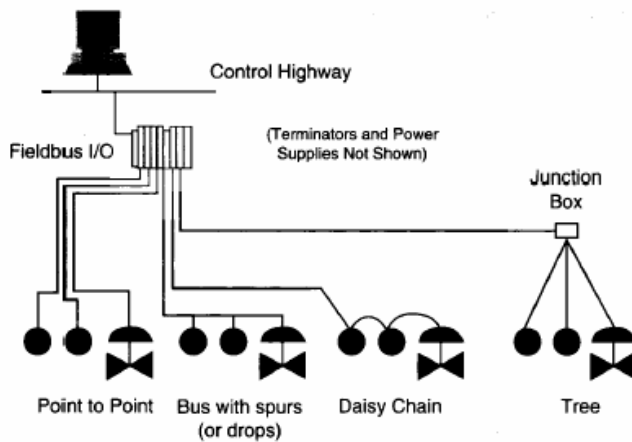 Control Highway
Fieldbus I/O
(Terminators and Power
Supplies Not Shown)
Junction
Box
Point to Point
Bus with spurs
(or drops)
Daisy Chain
Tree